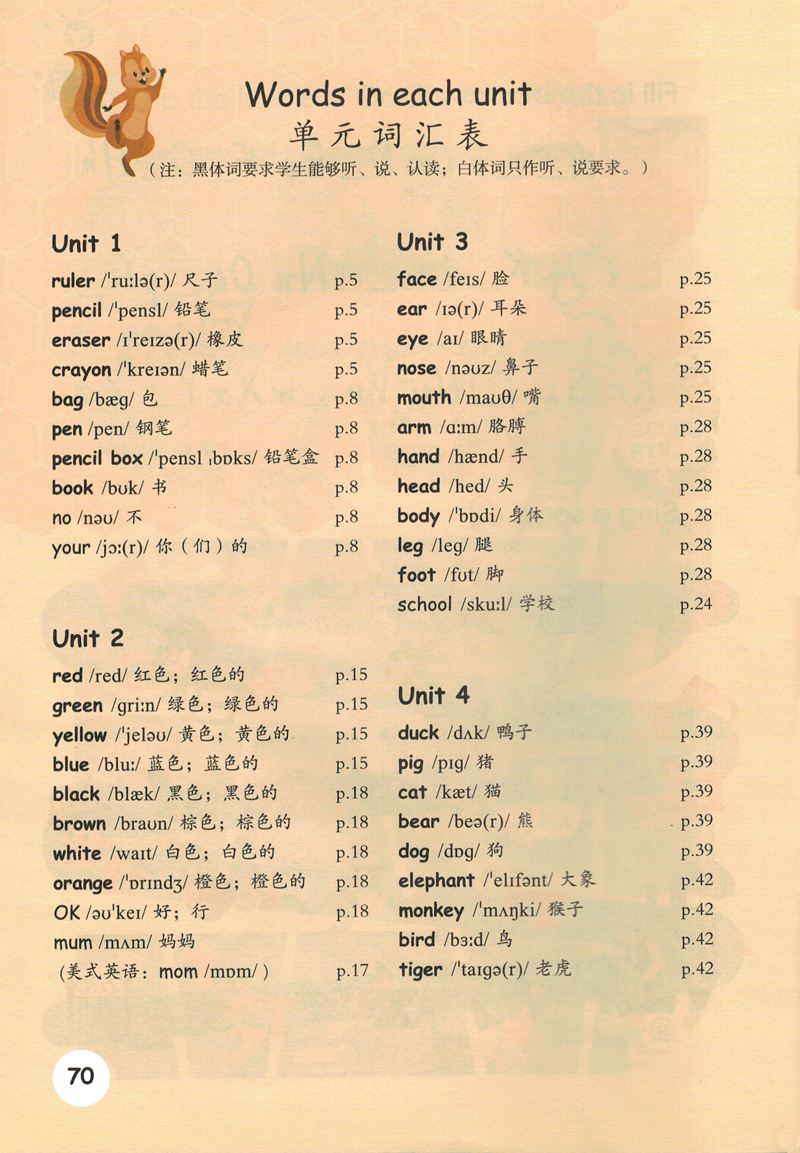 Words in each unit
单元词汇表
（注：黑体词要求学生能够听、说、认读；白体词只作听、说要求。）
Unit 1
ruler /ˈruːlə(r)/ 尺子 p.5
pencil /ˈpensl/ 铅笔 p.5
eraser /ɪˈreɪzə(r)/ 橡皮 p.5
crayon /ˈkreɪən/ 蜡笔 p.5
bag /bæɡ/ 包 p.8
pen /pen/ 钢笔 p.8
pencil box /ˈpensl ˌbɒks/ 铅笔盒 p.8
book /bʊk/ 书 p.8
no /nəʊ/ 不 p.8
your /jɔː(r)/ 你（们）的 p.8
Unit 2
red /red/ 红色；红色的 p.15
green /ɡriːn/ 绿色；绿色的 p.15
yellow /ˈjeləʊ/ 黄色；黄色的 p.15
blue /bluː/ 蓝色；蓝色的 p.15
black /blæk/ 黑色；黑色的 p.18
brown /braʊn/ 棕色；棕色的 p.18
white /waɪt/ 白色；白色的 p.18
orange /ˈɒrɪndʒ/ 橙色；橙色的 p.18
OK /əʊˈkeɪ/ 好；行 p.18
mum /mʌm/ 妈妈
(美式英语：mom /mɒm/ ) p.17
Unit 3
face /feɪs/ 脸 p.25
ear /ɪə(r)/ 耳朵 p.25
eye /aɪ/ 眼睛 p.25
nose /nəʊz/ 鼻子 p.25
mouth /maʊθ/ 嘴 p.25
arm /ɑːm/ 胳膊 p.28
hand /hænd/ 手 p.28
head /hed/ 头 p.28
body /ˈbɒdi/ 身体 p.28
leg /leɡ/ 腿 p.28
foot /fʊt/ 脚 p.28
school /skuːl/ 学校 p.24
Unit 4
duck /dʌk/ 鸭子 p.39
pig /pɪɡ/ 猪 p.39
cat /kæt/ 猫 p.39
bear /beə(r)/ 熊 p.39
dog /dɒɡ/ 狗 p.39
elephant /ˈelɪfənt/ 大象 p.42
monkey /ˈmʌŋki/ 猴子 p.42
bird /bɜːd/ 鸟 p.42
tiger /ˈtaɪɡə(r)/ 老虎 p.42
70